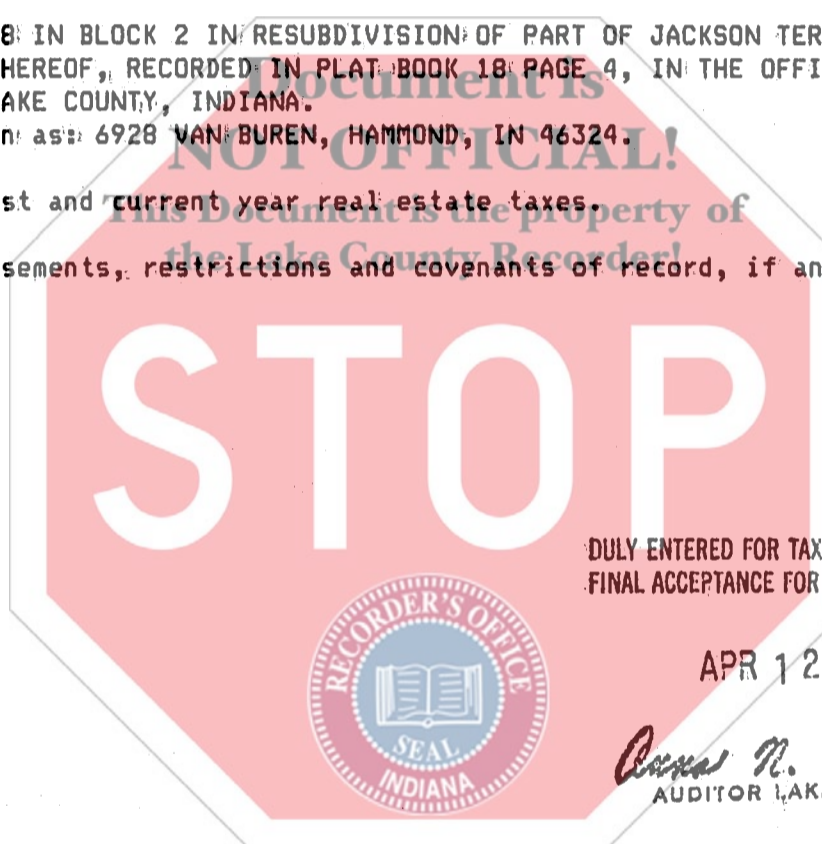 8 IN BLOCK 2 IN RESUBDIVISION OF PART OF JACKSON TER
HEREOF, RECORDED IN PLAT BOOK 18 PAGE 4, IN THE OFFI
Document is
AKE COUNTY, INDIANA.
n as: 6928 VAN BUREN, HAMMOND, IN 46324.
NOT OFFICIAL!
st and current year real estate taxes.
This Document is the property of
the Lake County Recorder!
sements, restrictions and covenants of record, if an
STOP
DULY ENTERED FOR TAX
FINAL ACCEPTANCE FOR
RECORDER'S OFFICE
APR 12
SEAL
INDIANA
Anna N.
AUDITOR LAK